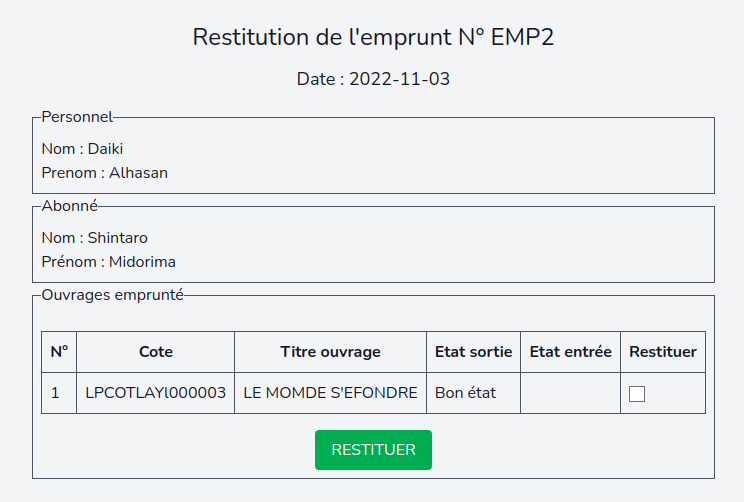 Restitution de l'emprunt N° EMP2
Date : 2022-11-03
Personnel
Nom : Daiki
Prenom : Alhasan
Abonné
Nom : Shintaro
Prénom : Midorima
Ouvrages emprunté
N° Cote Titre ouvrage Etat sortie Etat entrée Restituer
1 LPCOTLAYl000003 LE MOMDE S'EFONDRE Bon état
RESTITUER